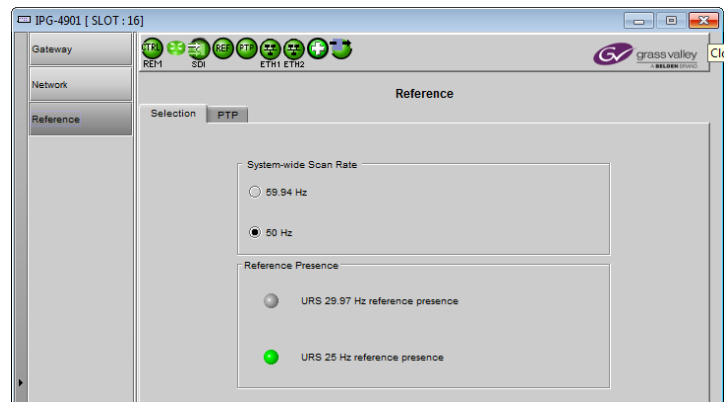 IPG-4901 [ SLOT : 16]
Gateway
Network
Reference
CTRL REF PTP
REM SDI ETH1 ETH2
GV grass valley
A BELDEN BRAND
Clo
Reference
Selection PTP
System-wide Scan Rate
59.94 Hz
50 Hz
Reference Presence
URS 29.97 Hz reference presence
URS 25 Hz reference presence